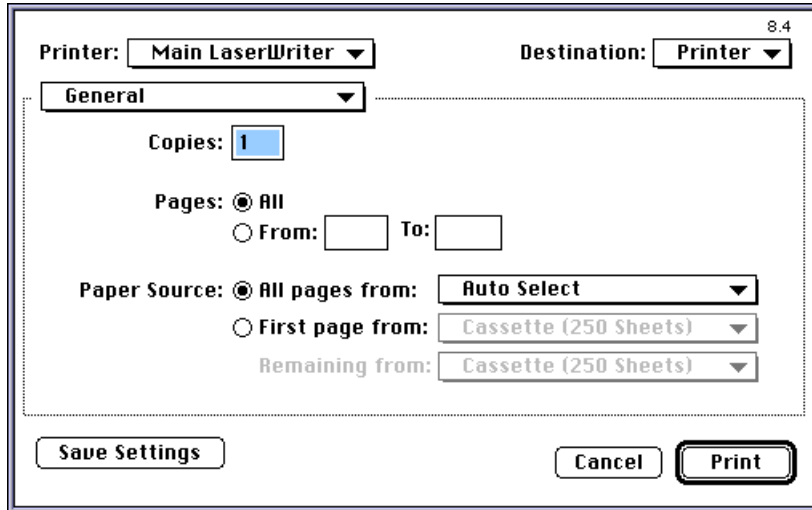 8.4
Printer: Main LaserWriter Destination: Printer
General
Copies: 1
Pages: All
From: To:
Paper Source: All pages from: Auto Select
First page from: Cassette (250 Sheets)
Remaining from: Cassette (250 Sheets)
Save Settings
Cancel Print